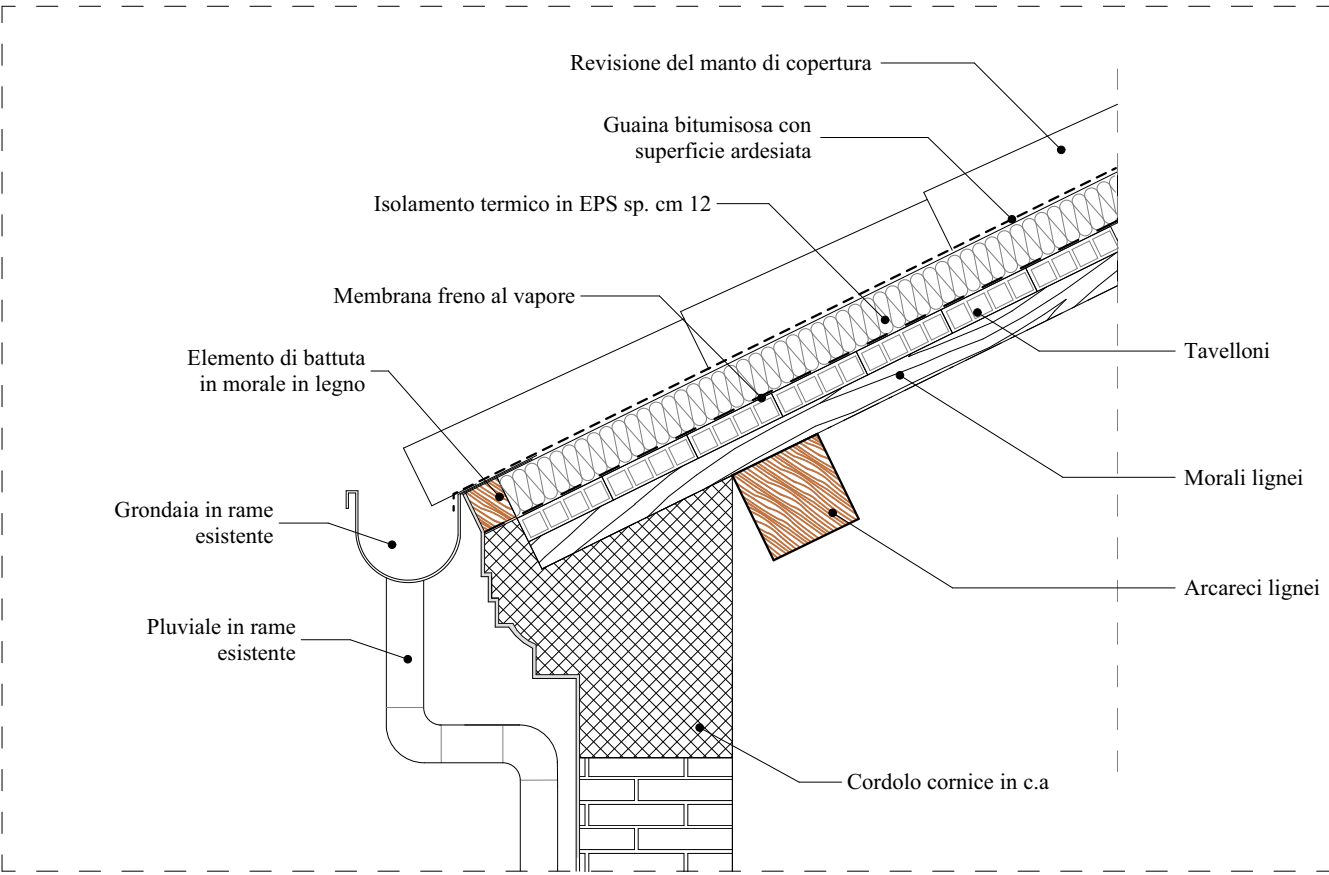 Revisione del manto di copertura
Guaina bitumisosa con
superficie ardesiata
Isolamento termico in EPS sp. cm 12
Membrana freno al vapore
Elemento di battuta
in morale in legno
Grondaia in rame
esistente
Pluviale in rame
esistente
Tavelloni
Morali lignei
Arcareci lignei
Cordolo cornice in c.a